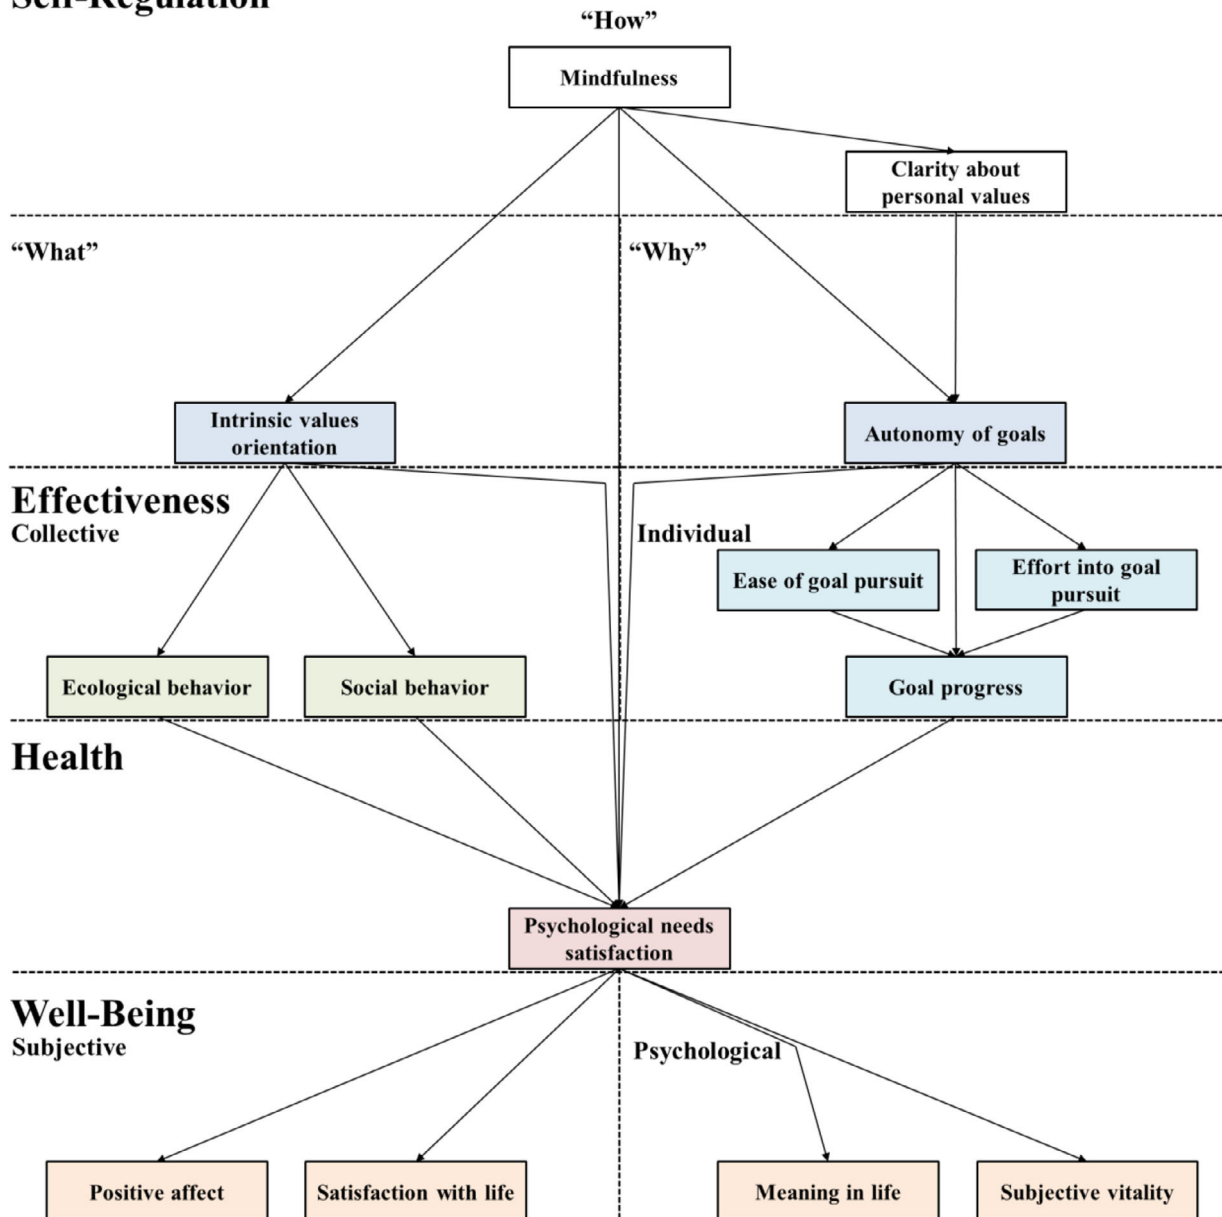 Self-Regulation
“How”
Mindfulness
Clarity about
personal values
“What”
“Why”
Intrinsic values
orientation
Autonomy of goals
Effectiveness
Collective
Individual
Ease of goal pursuit
Effort into goal
pursuit
Ecological behavior
Social behavior
Goal progress
Health
Psychological needs
satisfaction
Well-Being
Subjective
Psychological
Positive affect
Satisfaction with life
Meaning in life
Subjective vitality